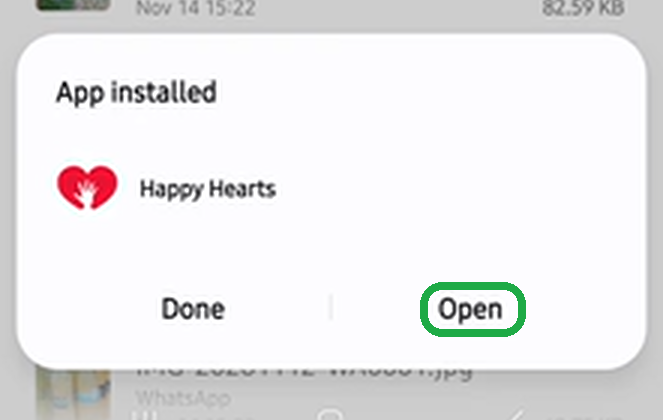 Nov 14 15:22
82.59 KB
App installed
Happy Hearts
Done
Open
WhatsApp